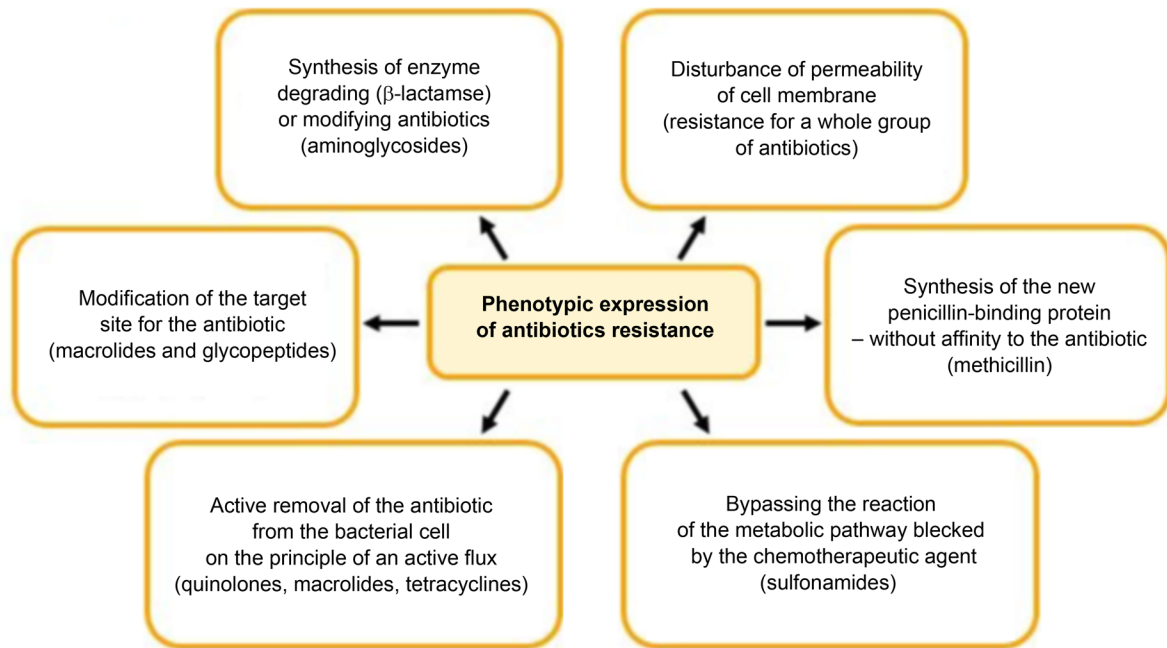 Synthesis of enzyme
degrading (β-lactamse)
or modifying antibiotics
(aminoglycosides)
Disturbance of permeability
of cell membrane
(resistance for a whole group
of antibiotics)
Modification of the target
site for the antibiotic
(macrolides and glycopeptides)
Phenotypic expression
of antibiotics resistance
Synthesis of the new
penicillin-binding protein
– without affinity to the antibiotic
(methicillin)
Active removal of the antibiotic
from the bacterial cell
on the principle of an active flux
(quinolones, macrolides, tetracyclines)
Bypassing the reaction
of the metabolic pathway blecked
by the chemotherapeutic agent
(sulfonamides)